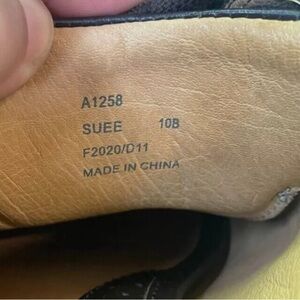 A1258
SUEE 10B
F2020/D11
MADE IN CHINA